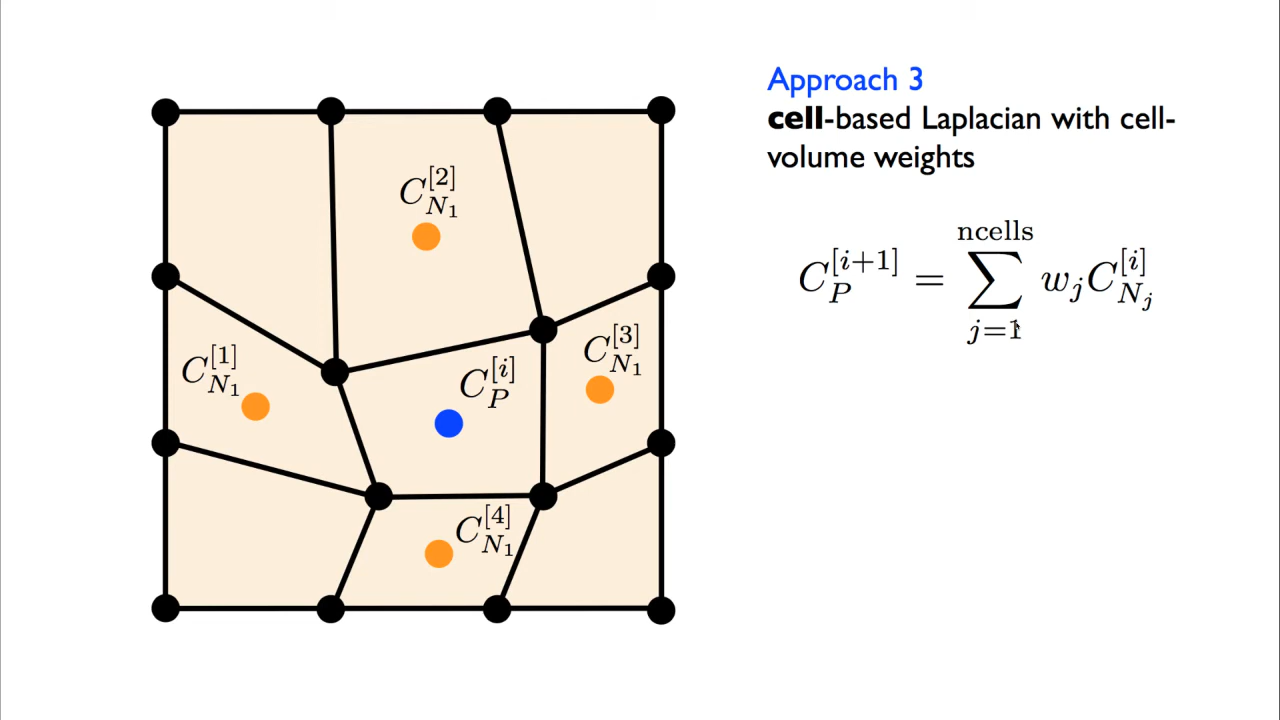 Approach 3
cell-based Laplacian with cell-
volume weights
C_P^{[i+1]} = \sum_{j=1}^{ncells} w_j C_{N_j}^{[i]}
C_{N_1}^{[2]}
C_{N_1}^{[3]}
C_{N_1}^{[1]}
C_P^{[i]}
C_{N_1}^{[4]}